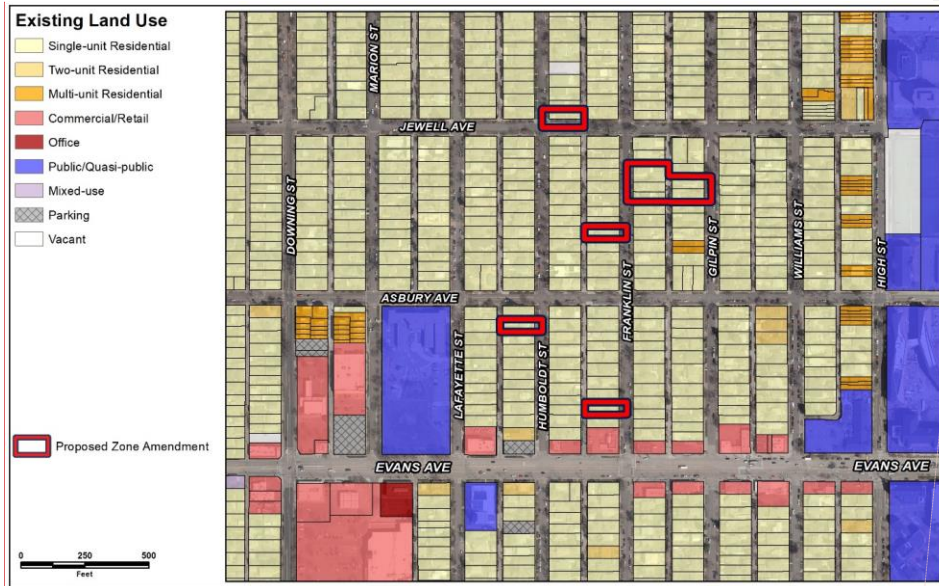 Existing Land Use
Single-unit Residential
Two-unit Residential
Multi-unit Residential
Commercial/Retail
Office
Public/Quasi-public
Mixed-use
Parking
Vacant
Proposed Zone Amendment
0 250 500
Feet
MARION ST
JEWELL AVE
DOWNING ST
GILPIN ST
WILLIAMS ST
HIGH ST
FRANKLIN ST
ASBURY AVE
LAFAYETTE ST
HUMBOLDT ST
EVANS AVE
EVANS AVE